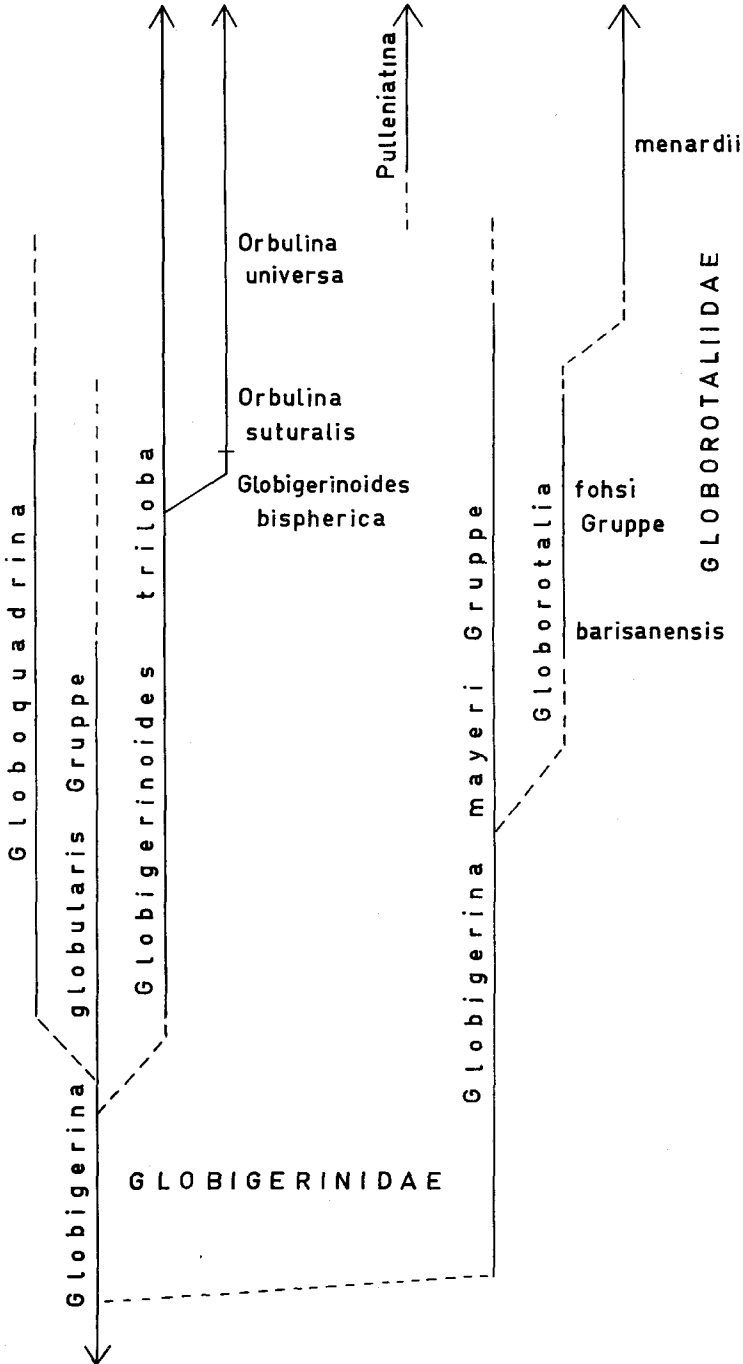 Pulleniatina
menardii
Orbulina
universa
GLOBOROTALIIDAE
Orbulina
suturalis
Globigerinoides
bispherica
Globoquadrina
Globigerina globularis Gruppe
Globigerinoides triloba
Globigerina mayeri Gruppe
Globorotalia
fohsi
Gruppe
barisanensis
GLOBIGERINIDAE